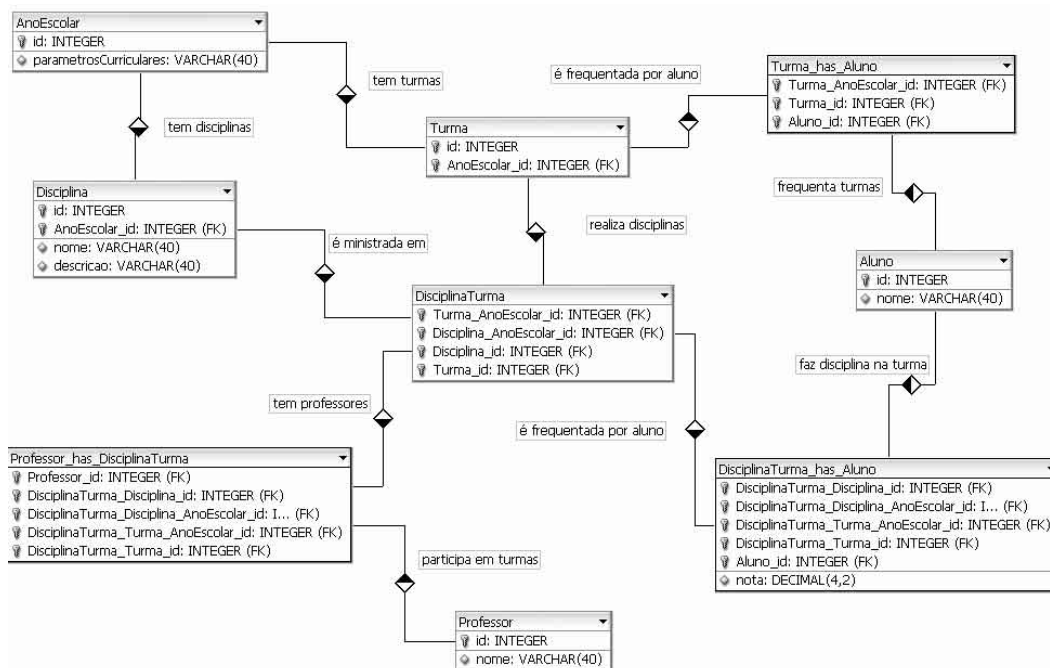 AnoEscolar
id: INTEGER
parametrosCurriculares: VARCHAR(40)
tem turmas
é frequentada por aluno
Turma_has_Aluno
Turma_AnoEscolar_id: INTEGER (FK)
Turma_id: INTEGER (FK)
Aluno_id: INTEGER (FK)
tem disciplinas
Turma
id: INTEGER
AnoEscolar_id: INTEGER (FK)
Disciplina
id: INTEGER
AnoEscolar_id: INTEGER (FK)
nome: VARCHAR(40)
descricao: VARCHAR(40)
frequenta turmas
realiza disciplinas
é ministrada em
Aluno
id: INTEGER
nome: VARCHAR(40)
DisciplinaTurma
Turma_AnoEscolar_id: INTEGER (FK)
Disciplina_AnoEscolar_id: INTEGER (FK)
Disciplina_id: INTEGER (FK)
Turma_id: INTEGER (FK)
faz disciplina na turma
tem professores
é frequentada por aluno
Professor_has_DisciplinaTurma
Professor_id: INTEGER (FK)
DisciplinaTurma_Disciplina_id: INTEGER (FK)
DisciplinaTurma_Disciplina_AnoEscolar_id: I... (FK)
DisciplinaTurma_Turma_AnoEscolar_id: INTEGER (FK)
DisciplinaTurma_Turma_id: INTEGER (FK)
DisciplinaTurma_has_Aluno
DisciplinaTurma_Disciplina_id: INTEGER (FK)
DisciplinaTurma_Disciplina_AnoEscolar_id: I... (FK)
DisciplinaTurma_Turma_AnoEscolar_id: INTEGER (FK)
DisciplinaTurma_Turma_id: INTEGER (FK)
Aluno_id: INTEGER (FK)
nota: DECIMAL(4,2)
participa em turmas
Professor
id: INTEGER
nome: VARCHAR(40)